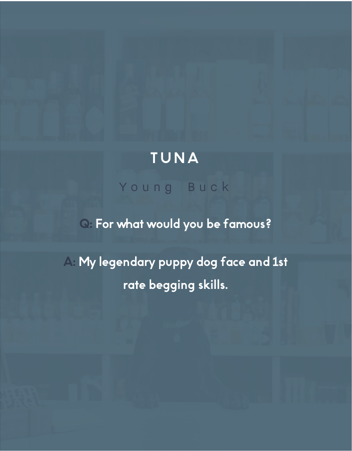 TUNA
Young Buck
Q: For what would you be famous?
A: My legendary puppy dog face and 1st
rate begging skills.